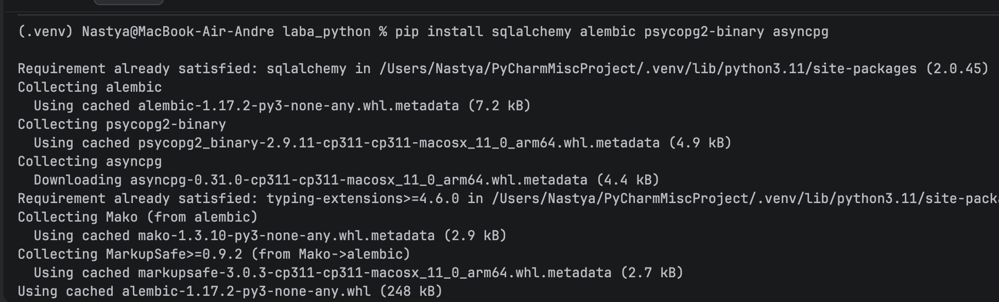 (.venv) Nastya@MacBook-Air-Andre laba_python % pip install sqlalchemy alembic psycopg2-binary asyncpg
Requirement already satisfied: sqlalchemy in /Users/Nastya/PyCharmMiscProject/.venv/lib/python3.11/site-packages (2.0.45)
Collecting alembic
  Using cached alembic-1.17.2-py3-none-any.whl.metadata (7.2 kB)
Collecting psycopg2-binary
  Using cached psycopg2_binary-2.9.11-cp311-cp311-macosx_11_0_arm64.whl.metadata (4.9 kB)
Collecting asyncpg
  Downloading asyncpg-0.31.0-cp311-cp311-macosx_11_0_arm64.whl.metadata (4.4 kB)
Requirement already satisfied: typing-extensions>=4.6.0 in /Users/Nastya/PyCharmMiscProject/.venv/lib/python3.11/site-packa
Collecting Mako (from alembic)
  Using cached mako-1.3.10-py3-none-any.whl.metadata (2.9 kB)
Collecting MarkupSafe>=0.9.2 (from Mako->alembic)
  Using cached markupsafe-3.0.3-cp311-cp311-macosx_11_0_arm64.whl.metadata (2.7 kB)
Using cached alembic-1.17.2-py3-none-any.whl (248 kB)